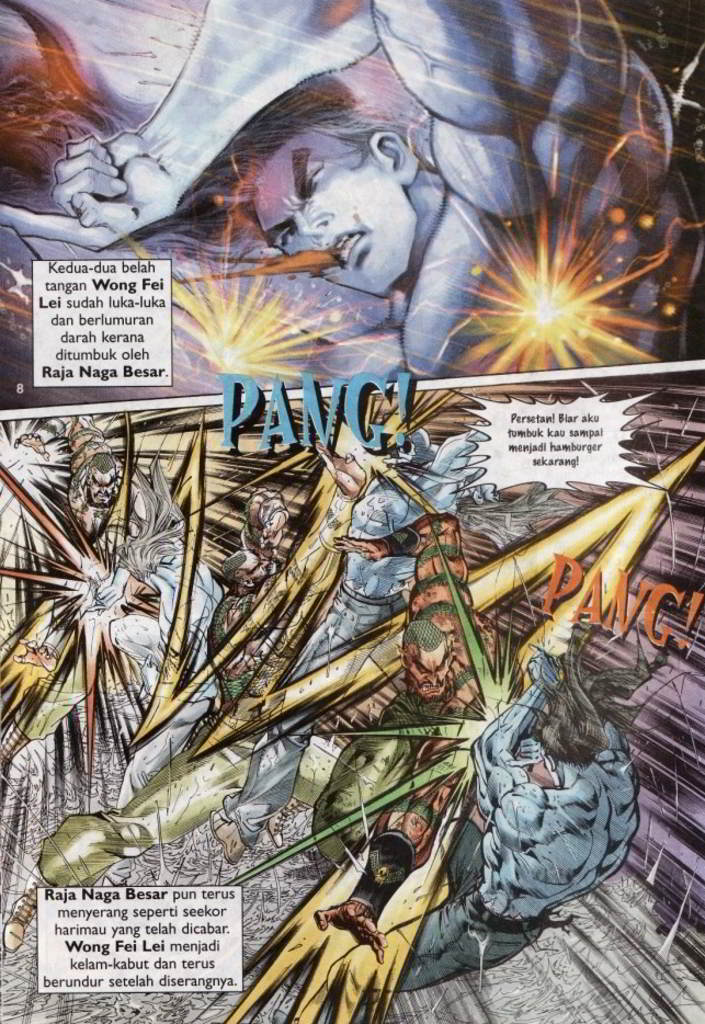 Kedua-dua belah
tangan Wong Fei
Lei sudah luka-luka
dan berlumuran
darah kerana
ditumbuk oleh
Raja Naga Besar.
8
PANG!
Persetan! Biar aku
tumbuk kau sampai
menjadi hamburger
sekarang!
PANG!
Raja Naga Besar pun terus
menyerang seperti seekor
harimau yang telah dicabar.
Wong Fei Lei menjadi
kelam-kabut dan terus
berundur setelah diserangnya.